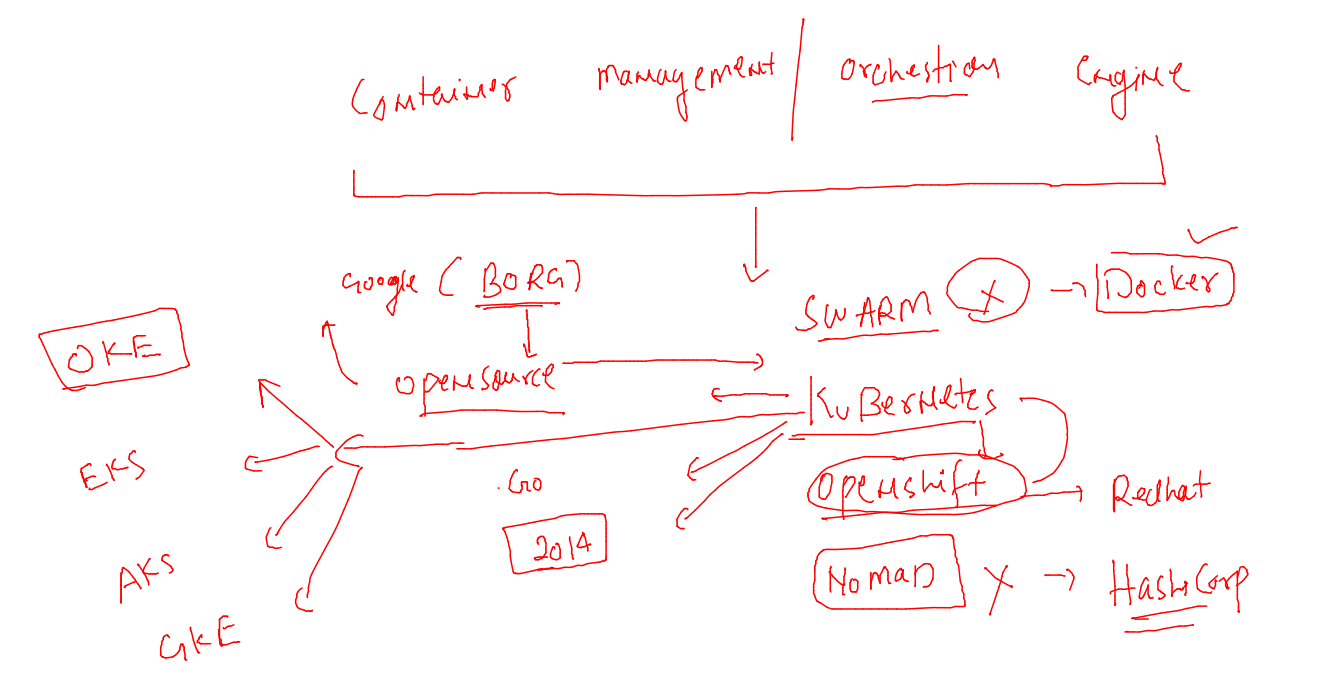 Container management / orchestion Engine
Google ( BORG)
SWARM X → Docker
OKE
opensource
KuBernetes
EKS
.Go
openshift → Redhat
2014
AKS
NomaD X → HashiCorp
GKE